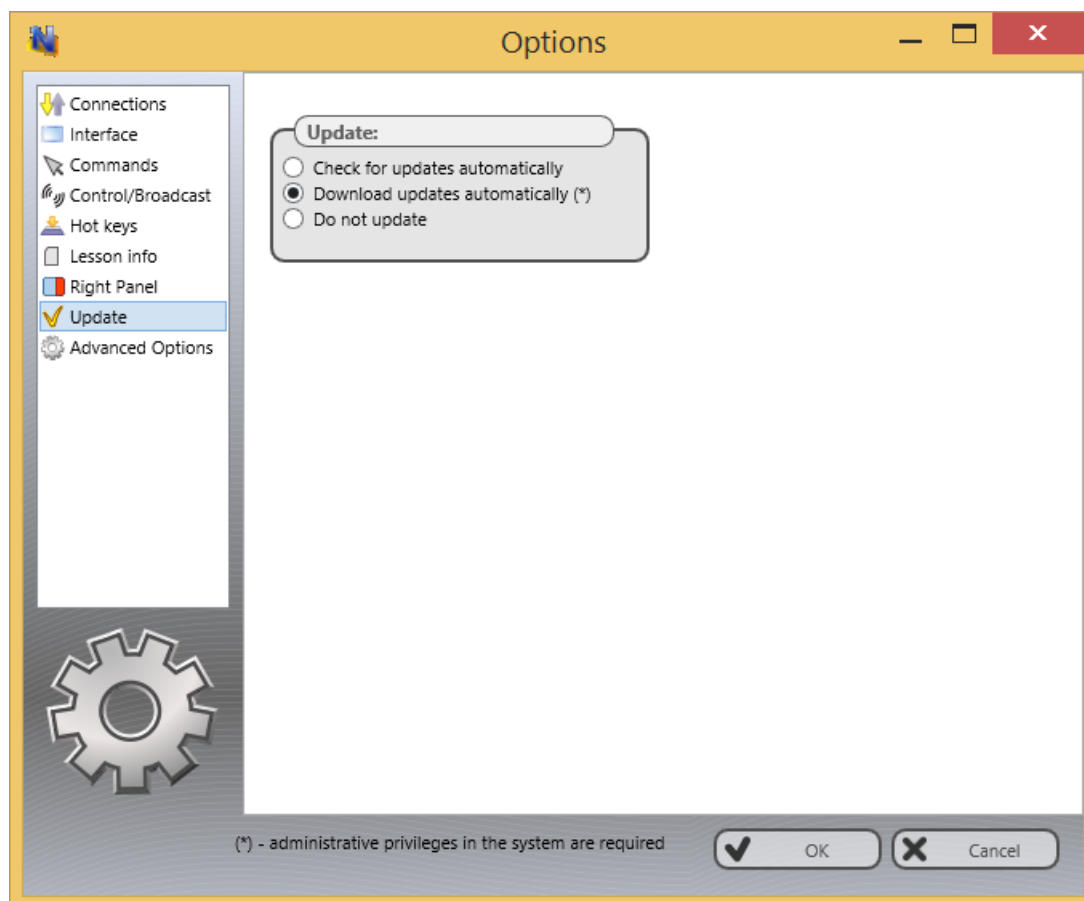 Options
Connections
Interface
Commands
Control/Broadcast
Hot keys
Lesson info
Right Panel
Update
Advanced Options
Update:
Check for updates automatically
Download updates automatically (*)
Do not update
(*) - administrative privileges in the system are required
OK
Cancel